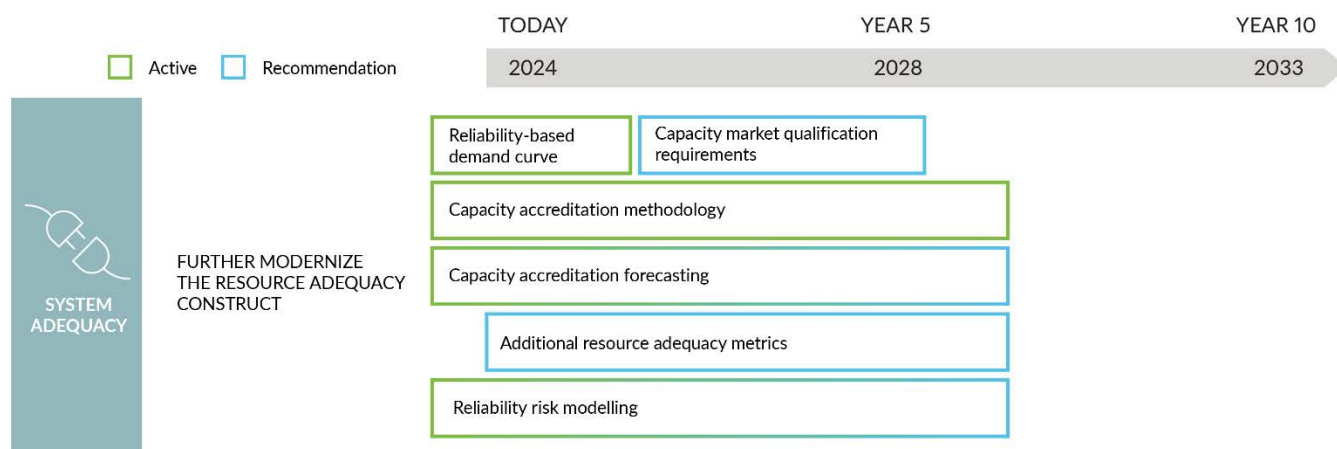 TODAY
YEAR 5
YEAR 10
Active
Recommendation
2024
2028
2033
Reliability-based
demand curve
Capacity market qualification
requirements
Capacity accreditation methodology
FURTHER MODERNIZE
THE RESOURCE ADEQUACY
CONSTRUCT
Capacity accreditation forecasting
SYSTEM
ADEQUACY
Additional resource adequacy metrics
Reliability risk modelling